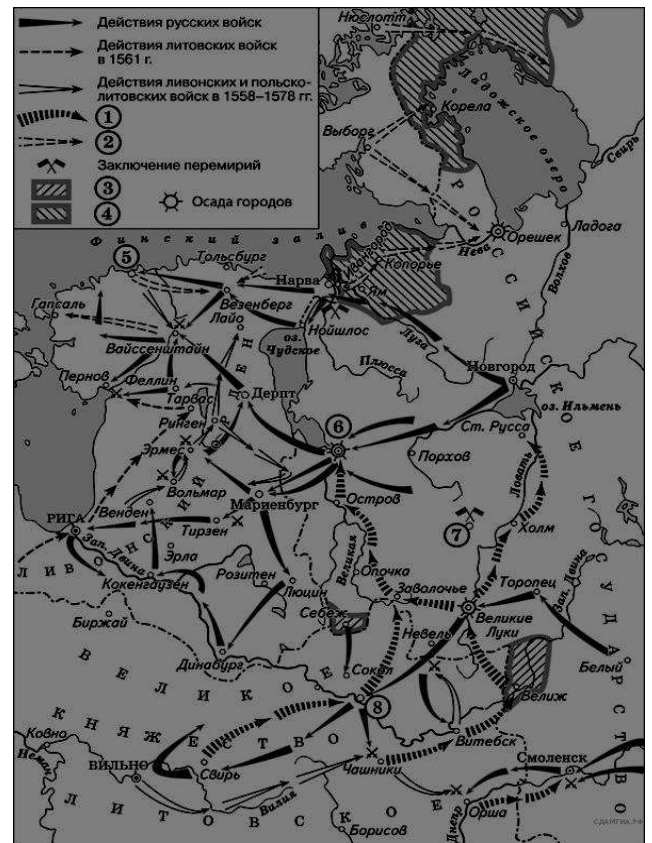 Действия русских войск
Действия литовских войск
в 1561 г.
Действия ливонских и польско-
литовских войск в 1558–1578 гг.
1
2
Заключение перемирий
3
4
Осада городов
Нюслотт
Корела
Ладожское озеро
Выборг
Свирь
Орешек
Нева
Ладога
Волхов
Финский залив
5
Тольсбург
Нарва
Ивангород
Копорье
Ям
Гапсаль
Везенберг
Лайо
Нойшлос
оз.
Чудское
Луга
Плюсса
Вайссенштайн
Новгород
оз. Ильмень
Пернов
Феллин
Тарваст
Дерпт
Ринген
6
Ст. Русса
Порхов
Эрмес
Вольмар
Мариенбург
Остров
7
Ловать
Холм
РИГА
Венден
Тирзен
Зап. Двина
Эрла
Кокенгаузен
Розитен
Люцин
Великая
Опочка
Заволочье
Торопец
Зап. Двина
Биржай
Себеж
Невель
Великие
Луки
Белый
Динабург
Сокол
8
Велиж
Витебск
Ковно
Неман
ВИЛЬНО
Свирь
Чашники
Смоленск
Вилия
Орша
Днепр
Борисов
РОССИЙСКОЕ ГОСУДАРСТВО
ВЕЛИКОЕ
КНЯЖЕСТВО
ЛИТОВСКОЕ
СДАМГИА.РФ